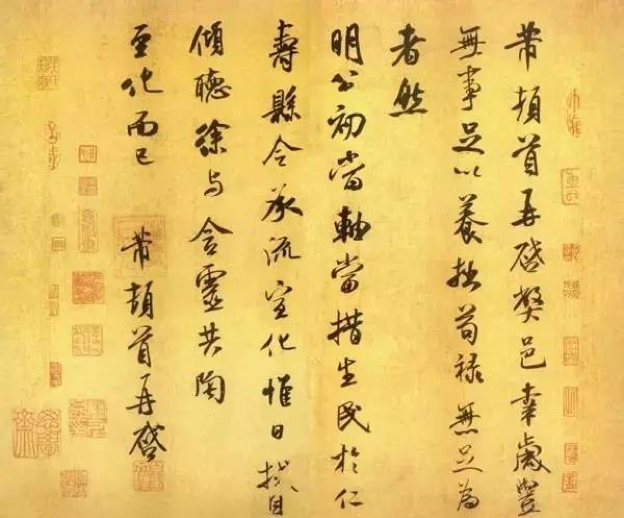 芾頓首再啓弊邑幸歲豐
無事足以養拙苟禄無足為
者然
明公初當軸當措生民於仁
壽縣令承流宣化惟日拭目
傾聽徐与含靈共陶
至化而已 芾頓首再啓